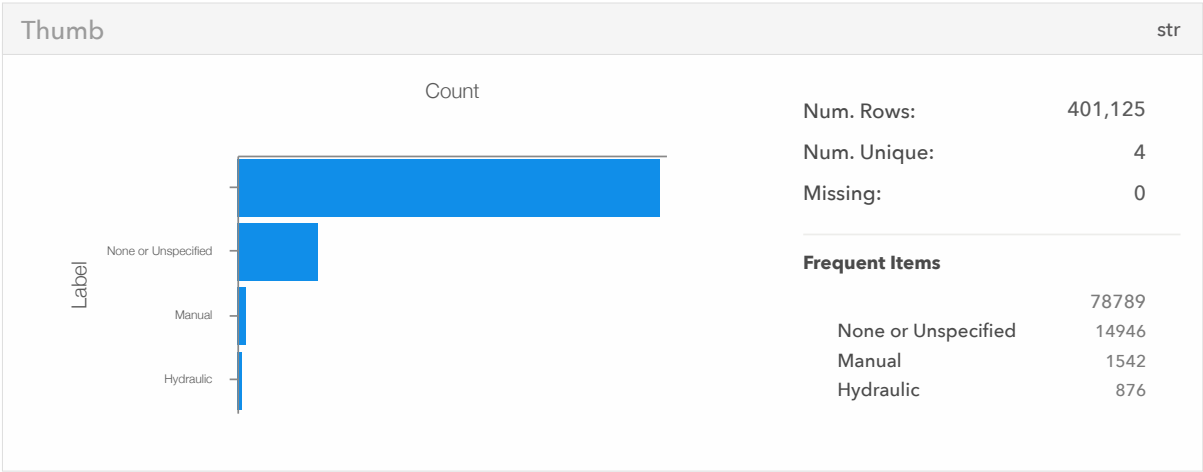 Thumb str
Count
Label
None or Unspecified
Manual
Hydraulic
Num. Rows: 401,125
Num. Unique: 4
Missing: 0
Frequent Items
78789
None or Unspecified 14946
Manual 1542
Hydraulic 876